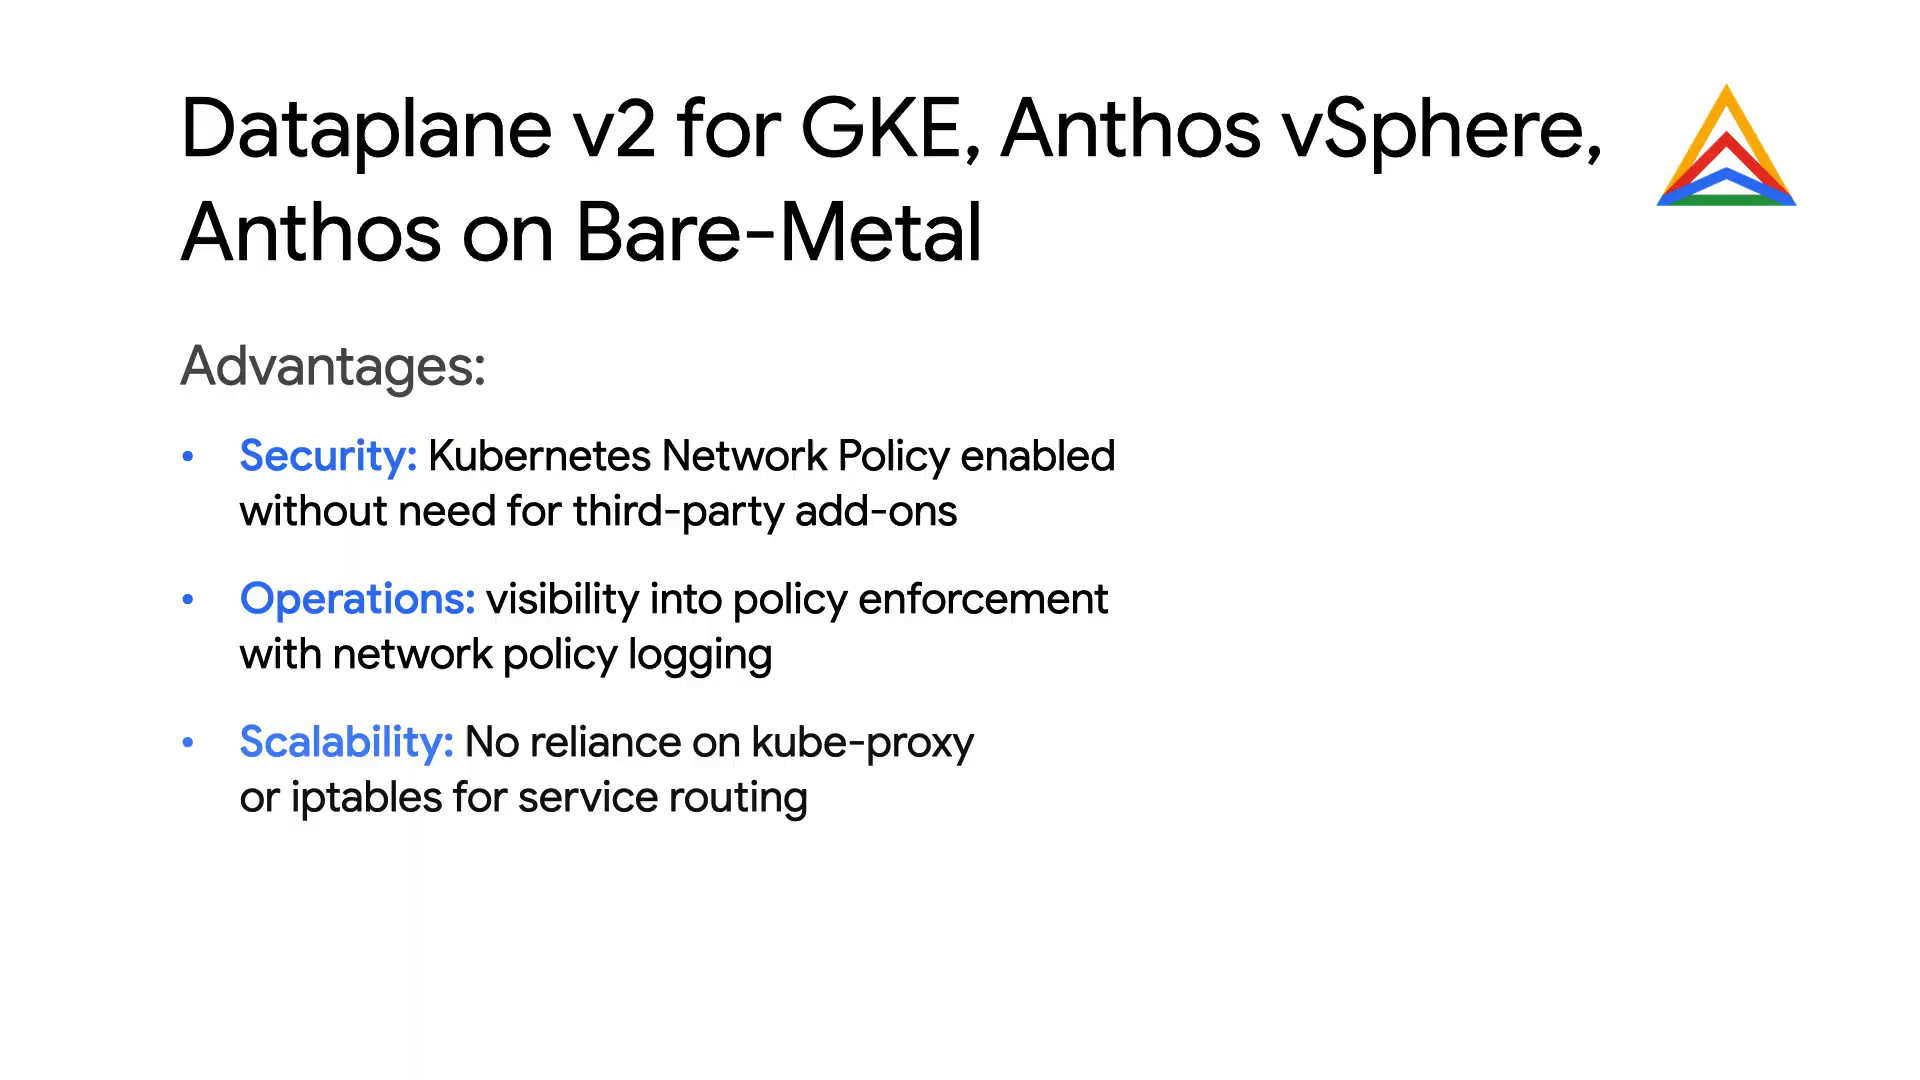 Dataplane v2 for GKE, Anthos vSphere,
Anthos on Bare-Metal
Advantages:
• Security: Kubernetes Network Policy enabled
without need for third-party add-ons
• Operations: visibility into policy enforcement
with network policy logging
• Scalability: No reliance on kube-proxy
or iptables for service routing